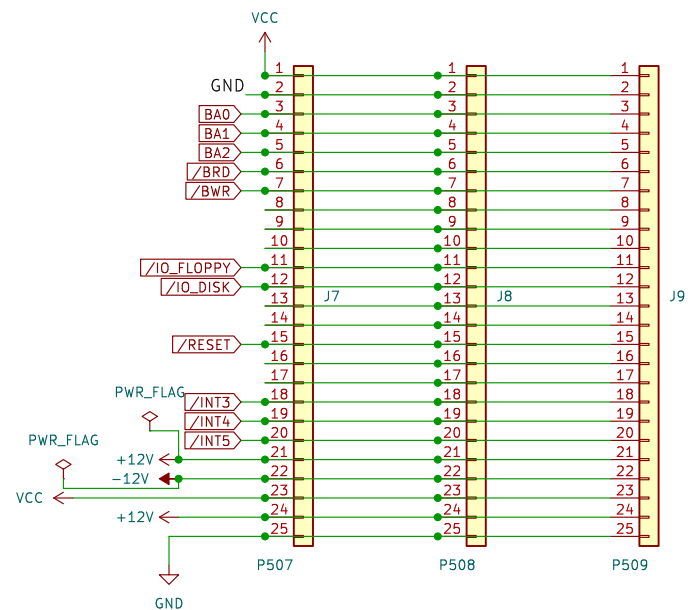 VCC
1 1 1
GND 2 2 2
BA0 3 3 3
BA1 4 4 4
BA2 5 5 5
/BRD 6 6 6
/BWR 7 7 7
8 8 8
9 9 9
10 10 10
/IO_FLOPPY 11 11 11
/IO_DISK 12 12 12
J7 J8 J9
13 13 13
14 14 14
/RESET 15 15 15
16 16 16
17 17 17
PWR_FLAG
/INT3 18 18 18
/INT4 19 19 19
PWR_FLAG
/INT5 20 20 20
+12V 21 21 21
-12V 22 22 22
VCC 23 23 23
+12V 24 24 24
25 25 25
P507 P508 P509
GND